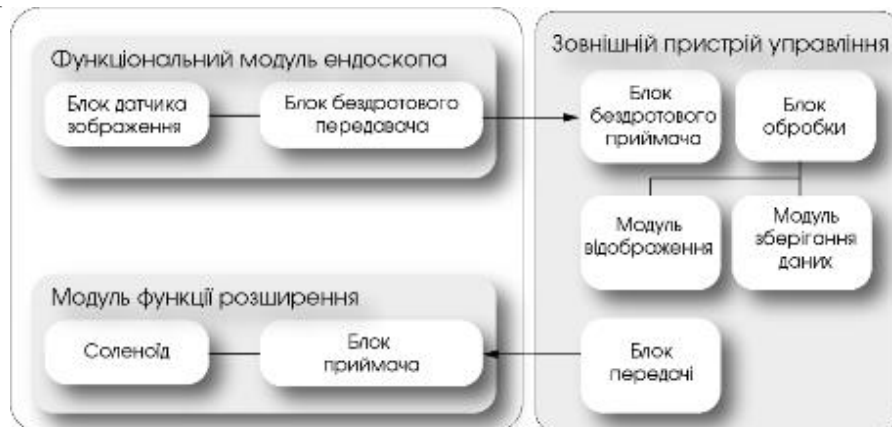 Функціональний модуль ендоскопа
Блок датчика
зображення
Блок бездротового
передавача
Модуль функції розширення
Соленоїд
Блок
приймача
Зовнішній пристрій управління
Блок
бездротового
приймача
Блок
обробки
Модуль
відображення
Модуль
зберігання
даних
Блок
передачі